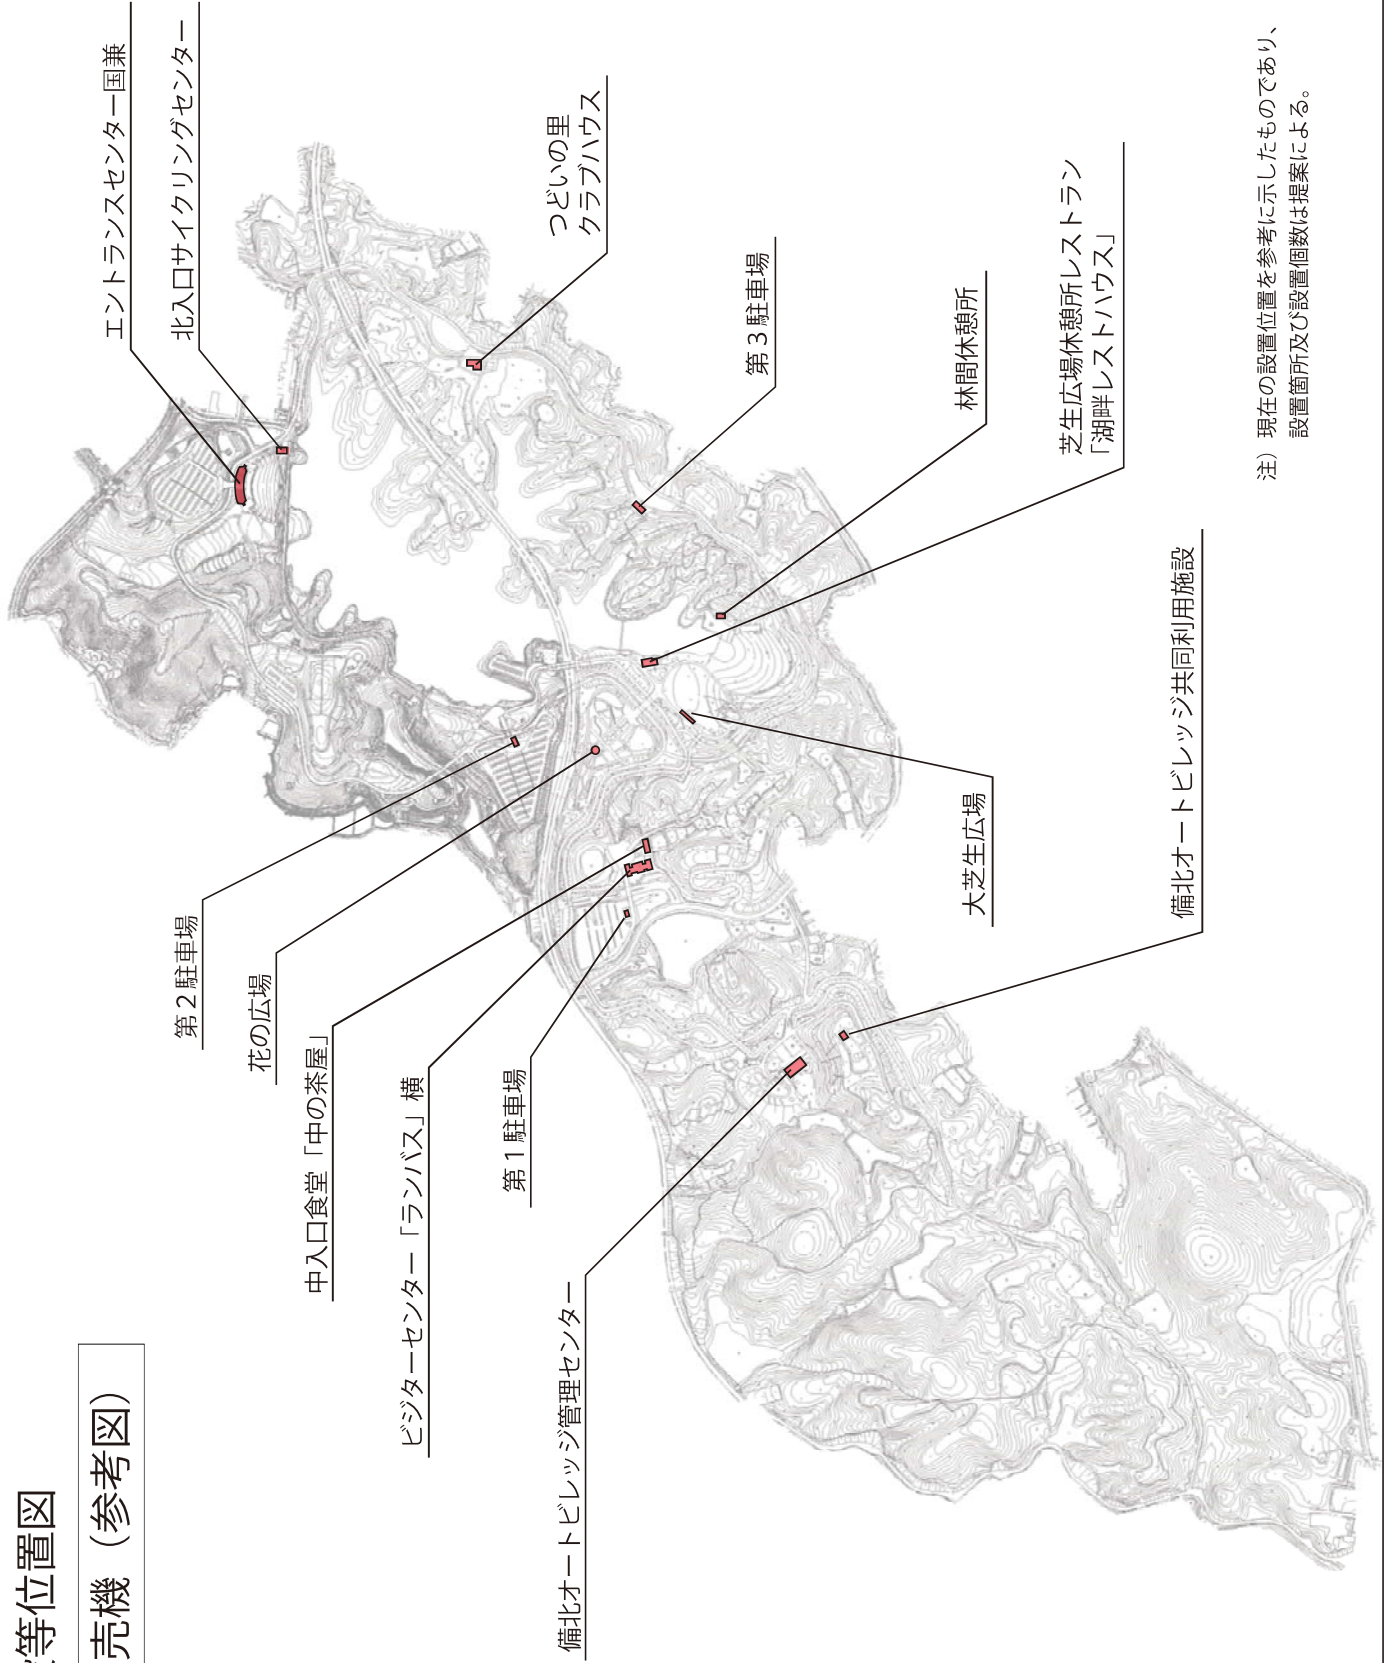 等位置図
売機（参考図）
エントランスセンター国兼
北入口サイクリングセンター
つどいの里
クラブハウス
第３駐車場
林間休憩所
芝生広場休憩所レストラン
「湖畔レストハウス」
第２駐車場
花の広場
中入口食堂「中の茶屋」
ビジターセンター「ランバス」横
第１駐車場
備北オートビレッジ管理センター
大芝生広場
備北オートビレッジ共同利用施設
注） 現在の設置位置を参考に示したものであり、
設置箇所及び設置個数は提案による。